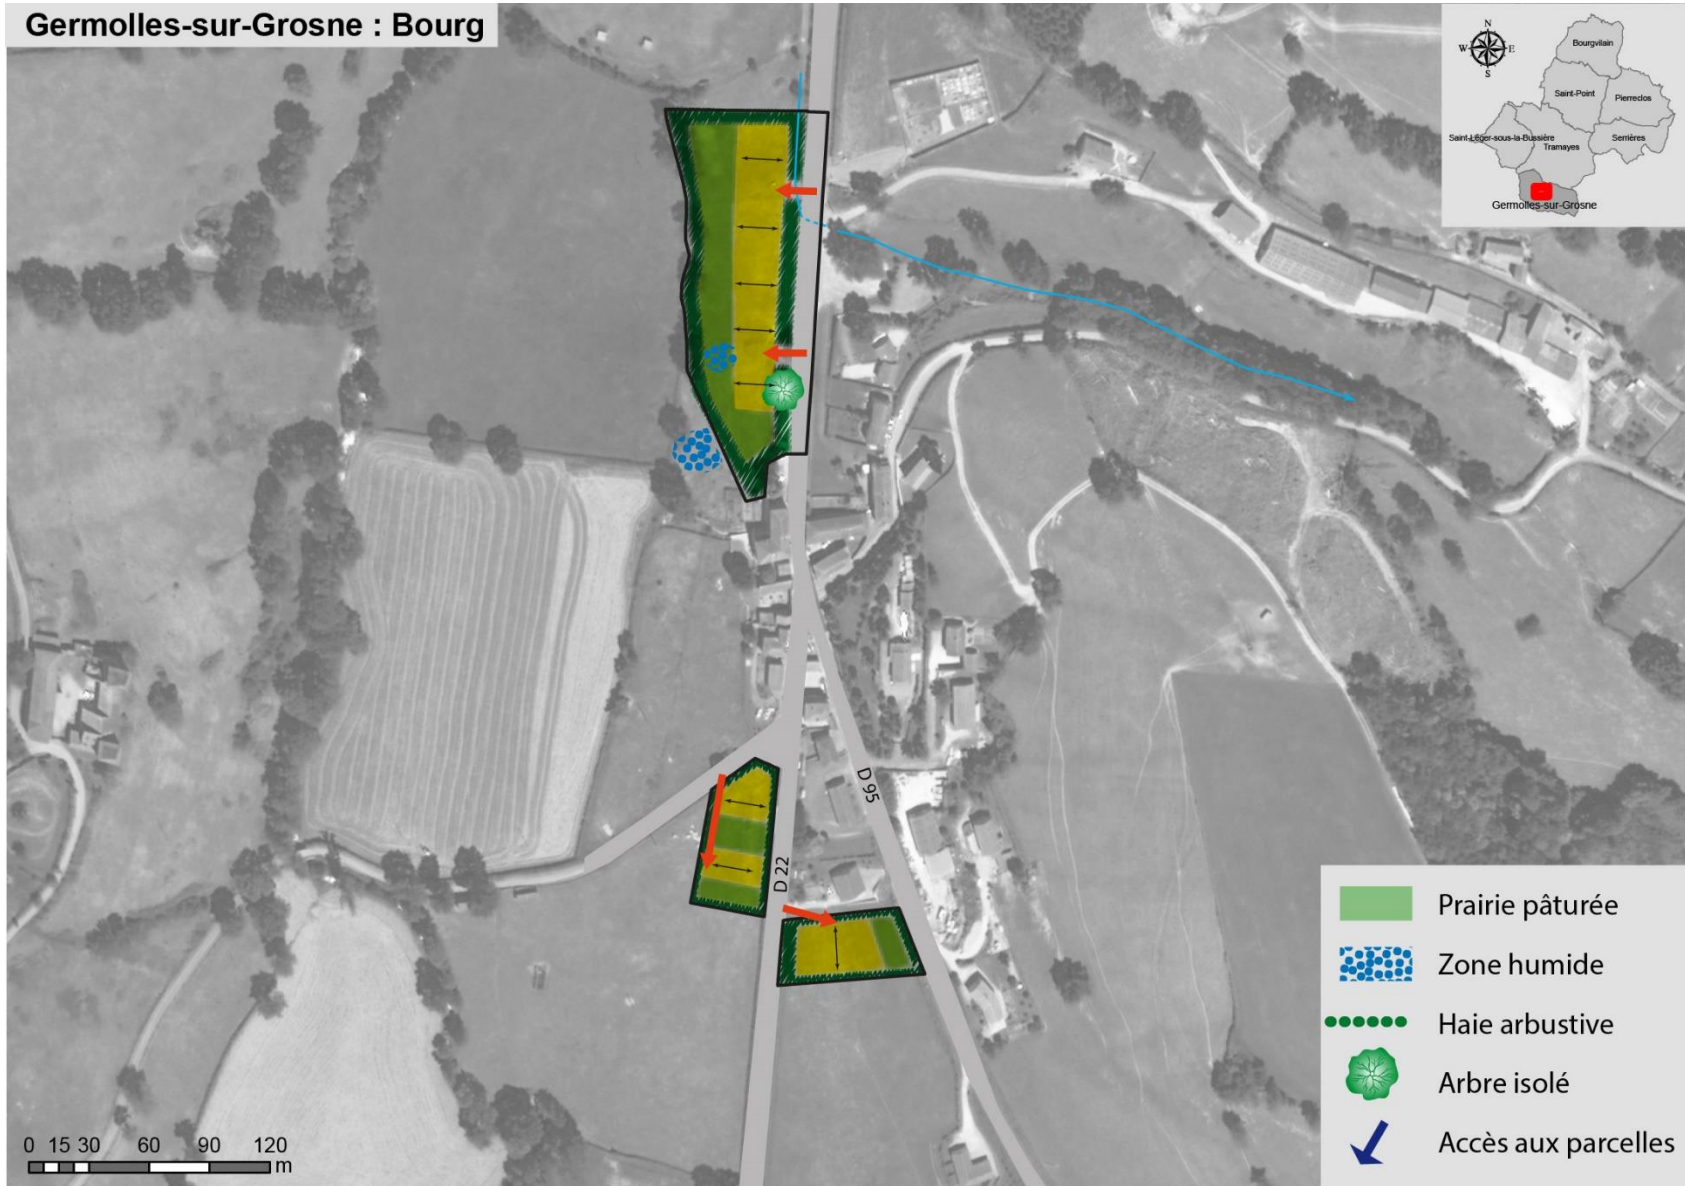 Germolles-sur-Grosne : Bourg
N
W
E
S
Bourgvilain
Saint-Point
Pierreclos
Saint-Léger-sous-la-Bussière
Serrières
Tramayes
Germolles-sur-Grosne
D 95
D 22
Prairie pâturée
Zone humide
Haie arbustive
Arbre isolé
Accès aux parcelles
0 15 30 60 90 120
m